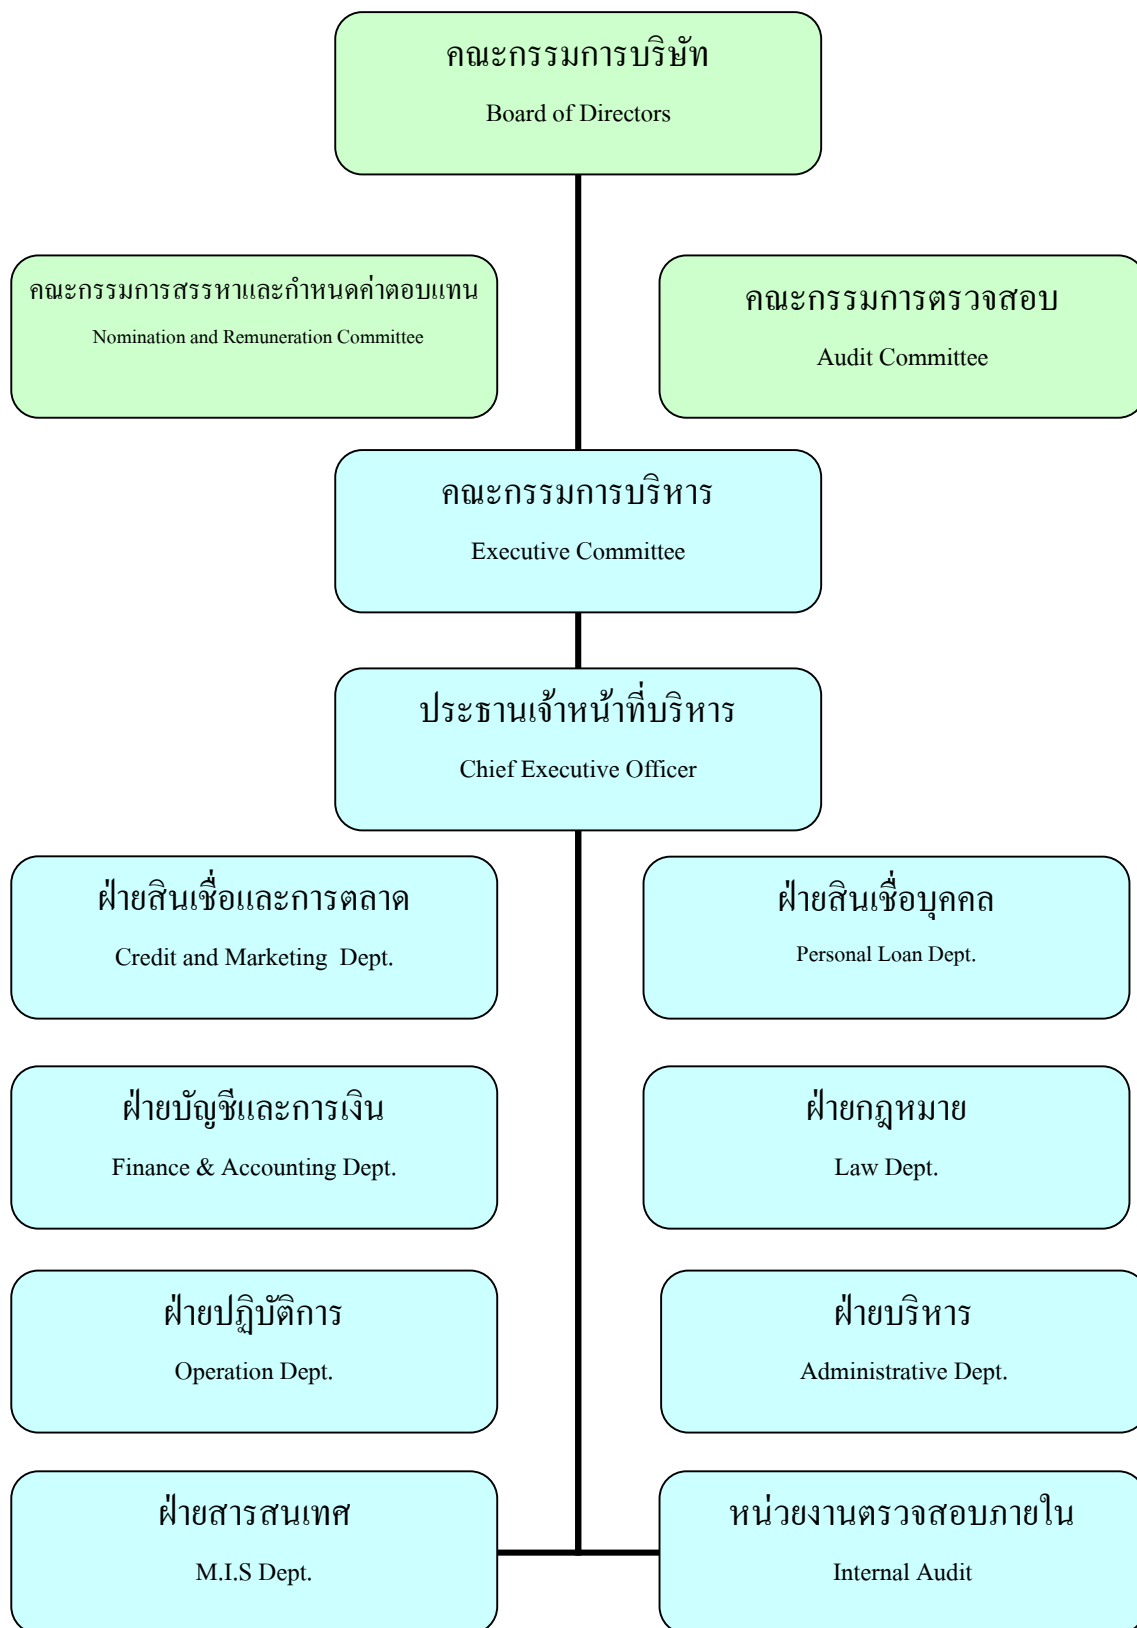 คณะกรรมการบริษัท
Board of Directors
คณะกรรมการสรรหาและกำหนดค่าตอบแทน
Nomination and Remuneration Committee
คณะกรรมการตรวจสอบ
Audit Committee
คณะกรรมการบริหาร
Executive Committee
ประธานเจ้าหน้าที่บริหาร
Chief Executive Officer
ฝ่ายสินเชื่อและการตลาด
Credit and Marketing Dept.
ฝ่ายสินเชื่อบุคคล
Personal Loan Dept.
ฝ่ายบัญชีและการเงิน
Finance & Accounting Dept.
ฝ่ายกฎหมาย
Law Dept.
ฝ่ายปฏิบัติการ
Operation Dept.
ฝ่ายบริหาร
Administrative Dept.
ฝ่ายสารสนเทศ
M.I.S Dept.
หน่วยงานตรวจสอบภายใน
Internal Audit